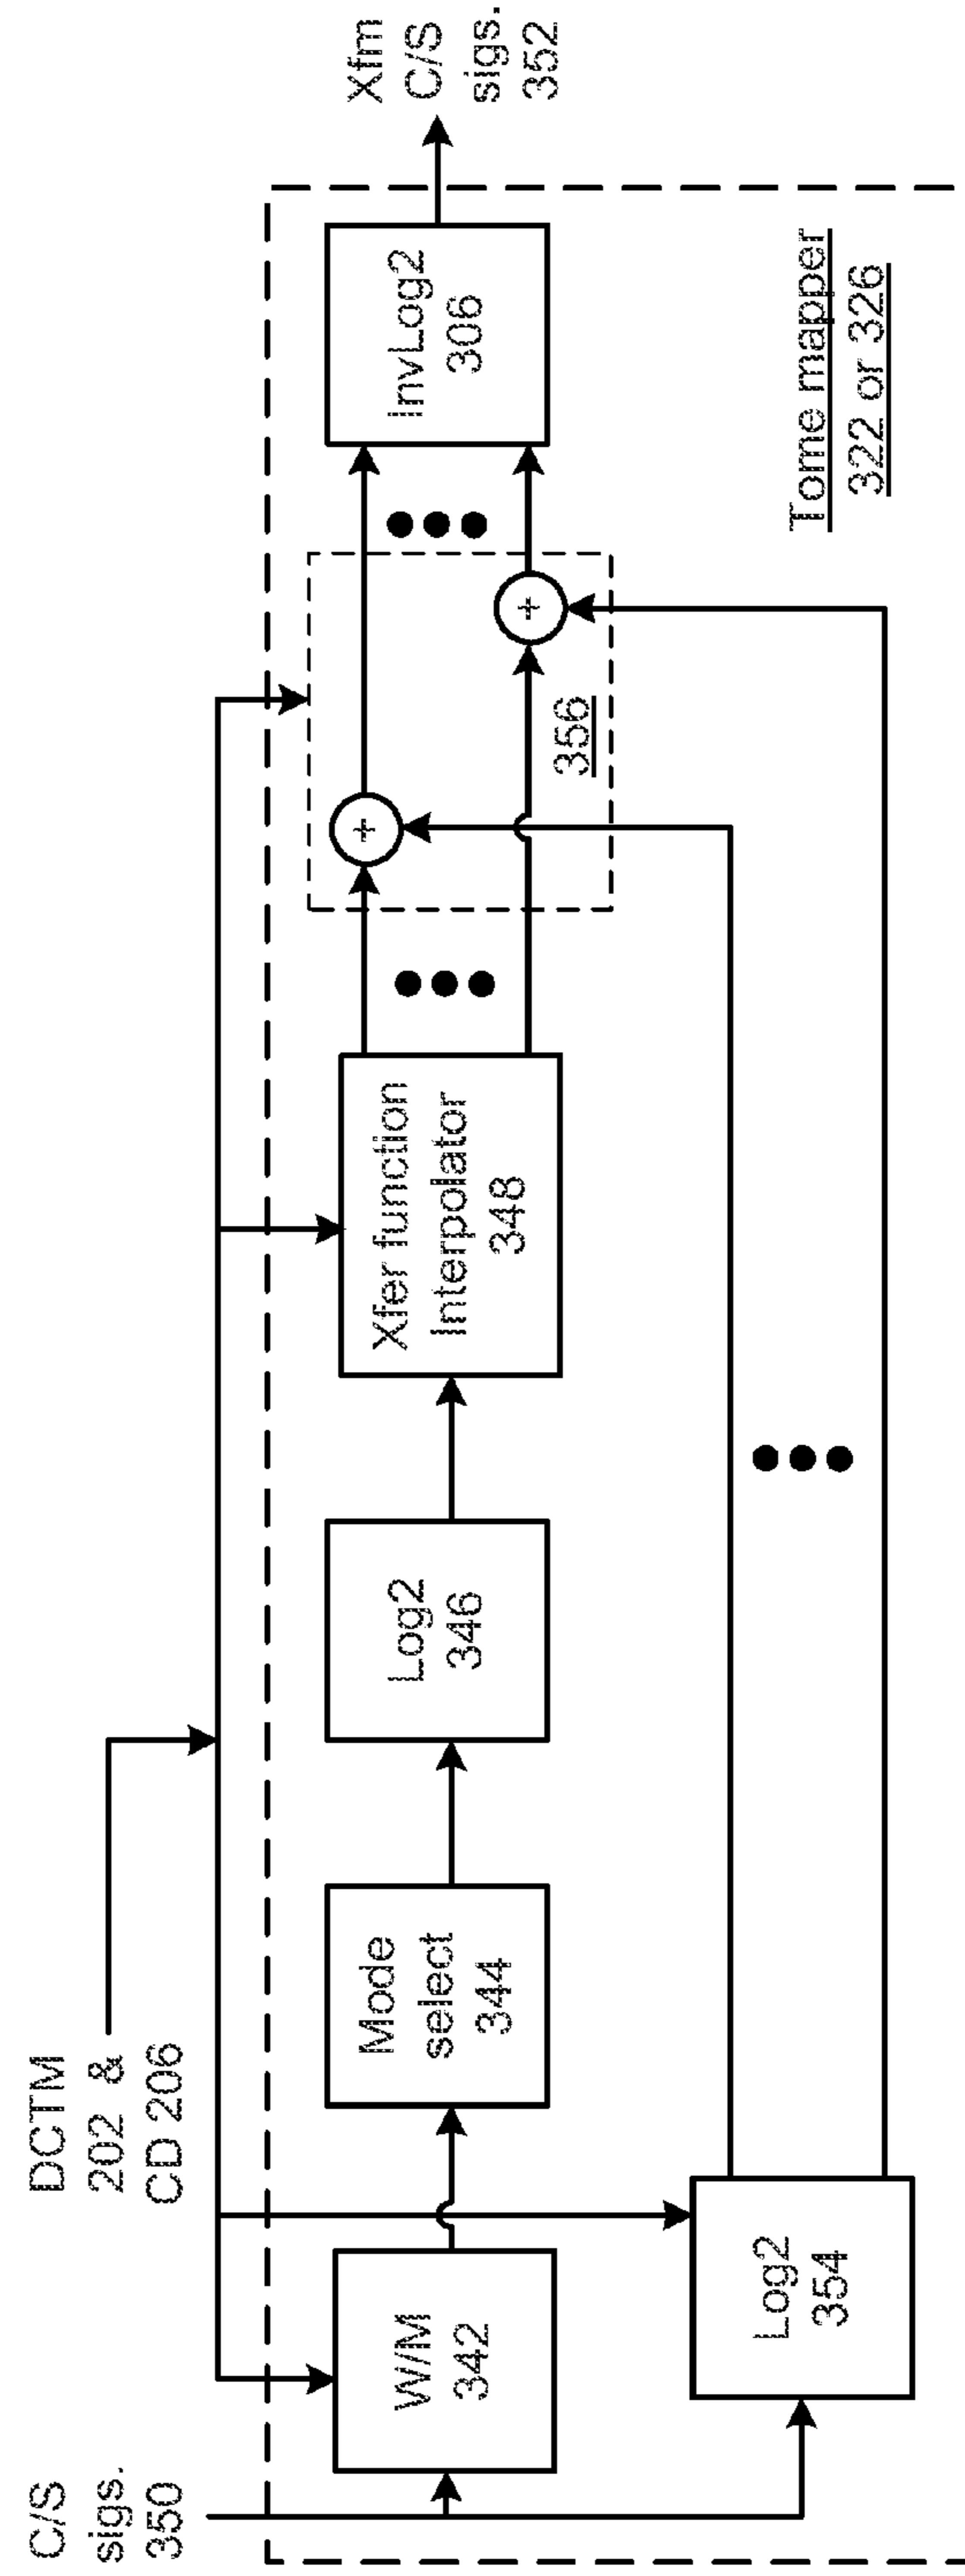 C/S
sigs.
350
DCTM
202 &
CD 206
W/M
342
Mode
select
344
Log2
346
Xfer function
Interpolator
348
+
+
356
InvLog2
306
Xfm
C/S
sigs.
352
Log2
354
Tome mapper
322 or 326